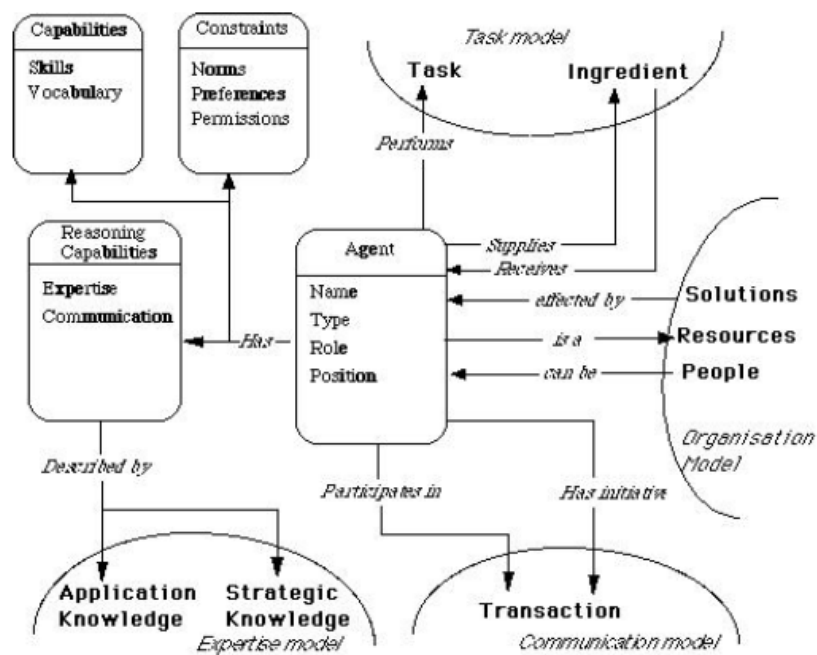 Capabilities
Skills
Vocabulary
Constraints
Norms
Preferences
Permissions
Task model
Task
Ingredient
Performs
Reasoning
Capabilities
Expertise
Communication
Has
Agent
Name
Type
Role
Position
Supplies
Receives
effected by
is a
can be
Solutions
Resources
People
Organisation
Model
Described by
Participates in
Has initiative
Application
Knowledge
Strategic
Knowledge
Expertise model
Transaction
Communication model